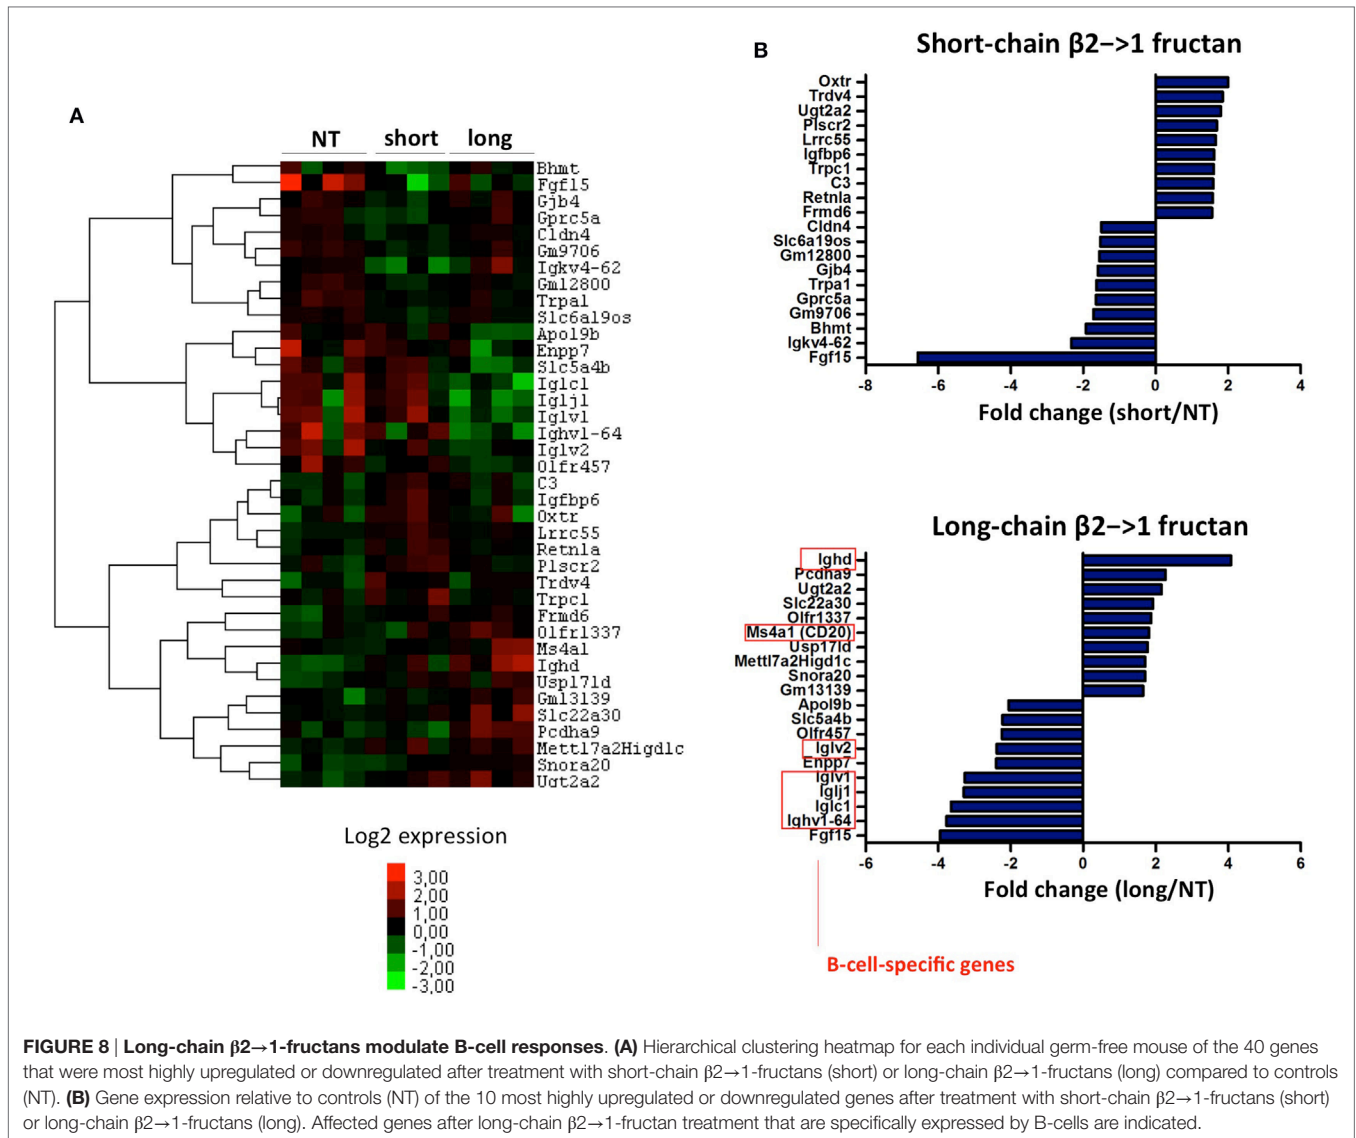 A
NT short long
Bhmt
Fgf15
Gjb4
Gprc5a
Cldn4
Gm9706
Igkv4-62
Gm12800
Trpa1
Slc6a19os
Apol9b
Enpp7
Slc5a4b
Iglc1
Iglj1
Iglv1
Ighv1-64
Iglv2
Olfr457
C3
Igfbp6
Oxtr
Lrrc55
Retnla
Plscr2
Trdv4
Trpc1
Frmd6
Olfr1337
Ms4a1
Ighd
Usp17ld
Gm13139
Slc22a30
Pcdha9
Mettl7a2Higd1c
Snora20
Ugt2a2
Log2 expression
3,00
2,00
1,00
0,00
-1,00
-2,00
-3,00
B
Short-chain β2−>1 fructan
Oxtr
Trdv4
Ugt2a2
Plscr2
Lrrc55
Igfbp6
Trpc1
C3
Retnla
Frmd6
Cldn4
Slc6a19os
Gm12800
Gjb4
Trpa1
Gprc5a
Gm9706
Bhmt
Igkv4-62
Fgf15
-8 -6 -4 -2 0 2 4
Fold change (short/NT)
Long-chain β2−>1 fructan
Ighd
Pcdha9
Ugt2a2
Slc22a30
Olfr1337
Ms4a1 (CD20)
Usp17ld
Mettl7a2Higd1c
Snora20
Gm13139
Apol9b
Slc5a4b
Olfr457
Iglv2
Enpp7
Iglv1
Iglj1
Iglc1
Ighv1-64
Fgf15
-6 -4 -2 0 2 4 6
Fold change (long/NT)
B-cell-specific genes
FIGURE 8 | Long-chain β2→1-fructans modulate B-cell responses. (A) Hierarchical clustering heatmap for each individual germ-free mouse of the 40 genes
that were most highly upregulated or downregulated after treatment with short-chain β2→1-fructans (short) or long-chain β2→1-fructans (long) compared to controls
(NT). (B) Gene expression relative to controls (NT) of the 10 most highly upregulated or downregulated genes after treatment with short-chain β2→1-fructans (short)
or long-chain β2→1-fructans (long). Affected genes after long-chain β2→1-fructan treatment that are specifically expressed by B-cells are indicated.